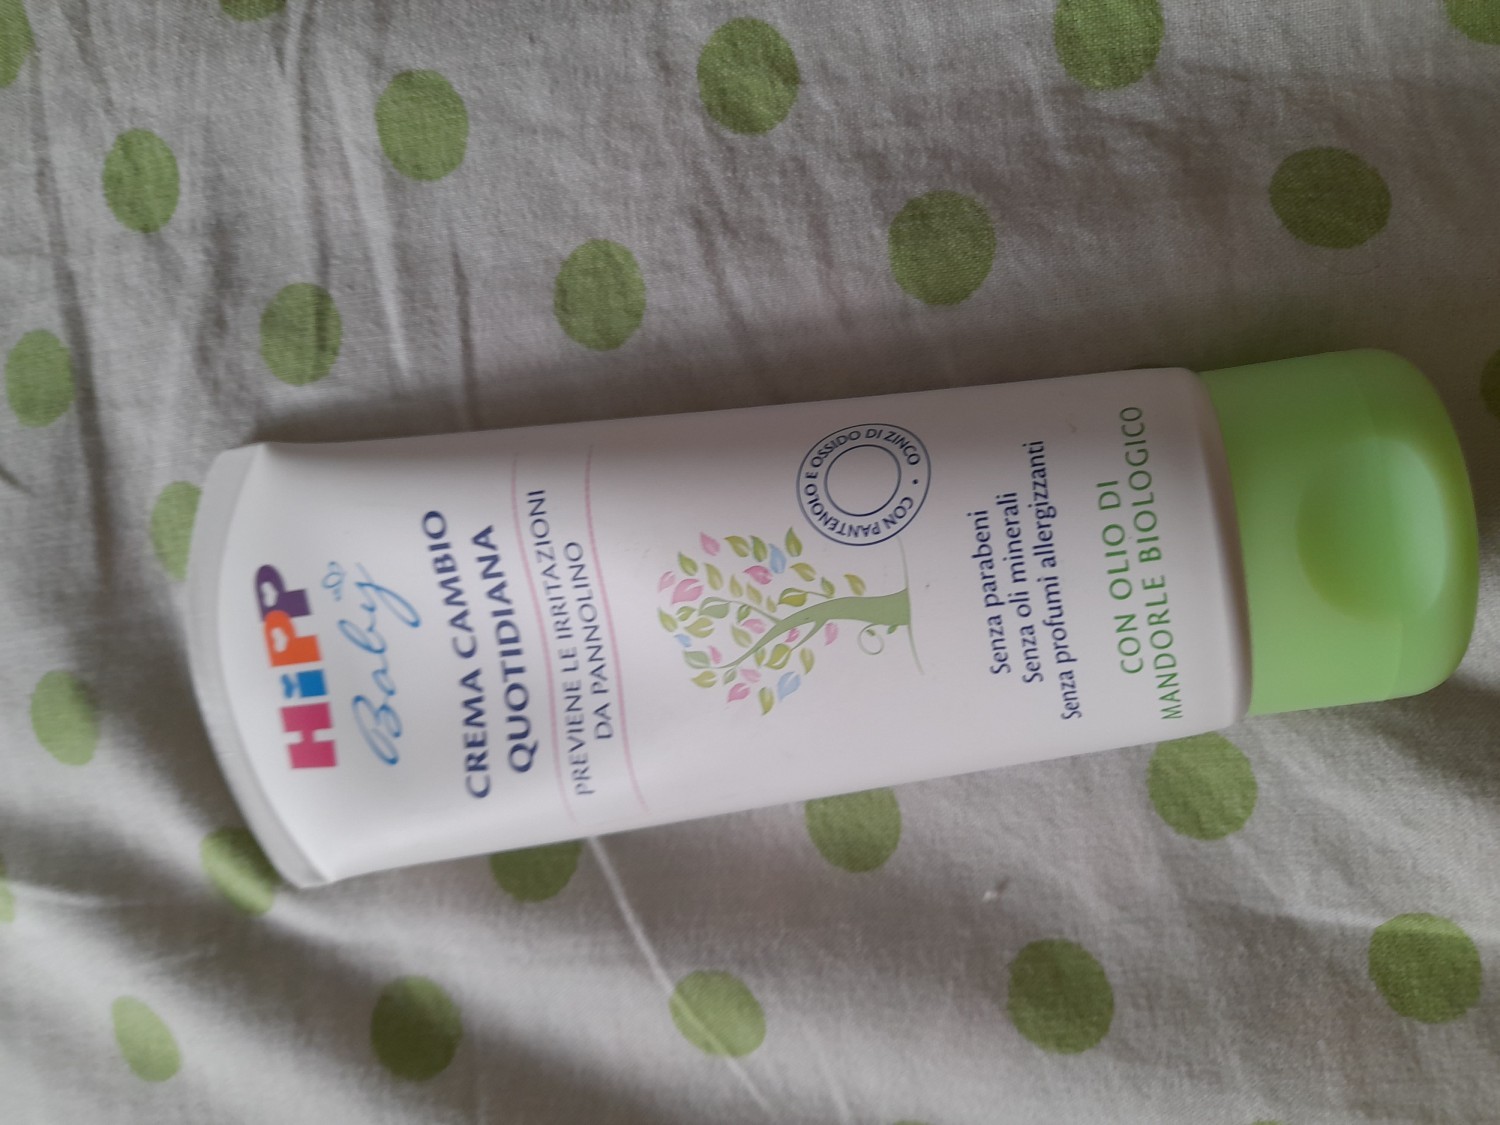 HiPP
Baby
CREMA CAMBIO
QUOTIDIANA
PREVIENE LE IRRITAZIONI
DA PANNOLINO
CON PANTENOLO E OSSIDO DI ZINCO •
Senza parabeni
Senza oli minerali
Senza profumi allergizzanti
CON OLIO DI
MANDORLE BIOLOGICO